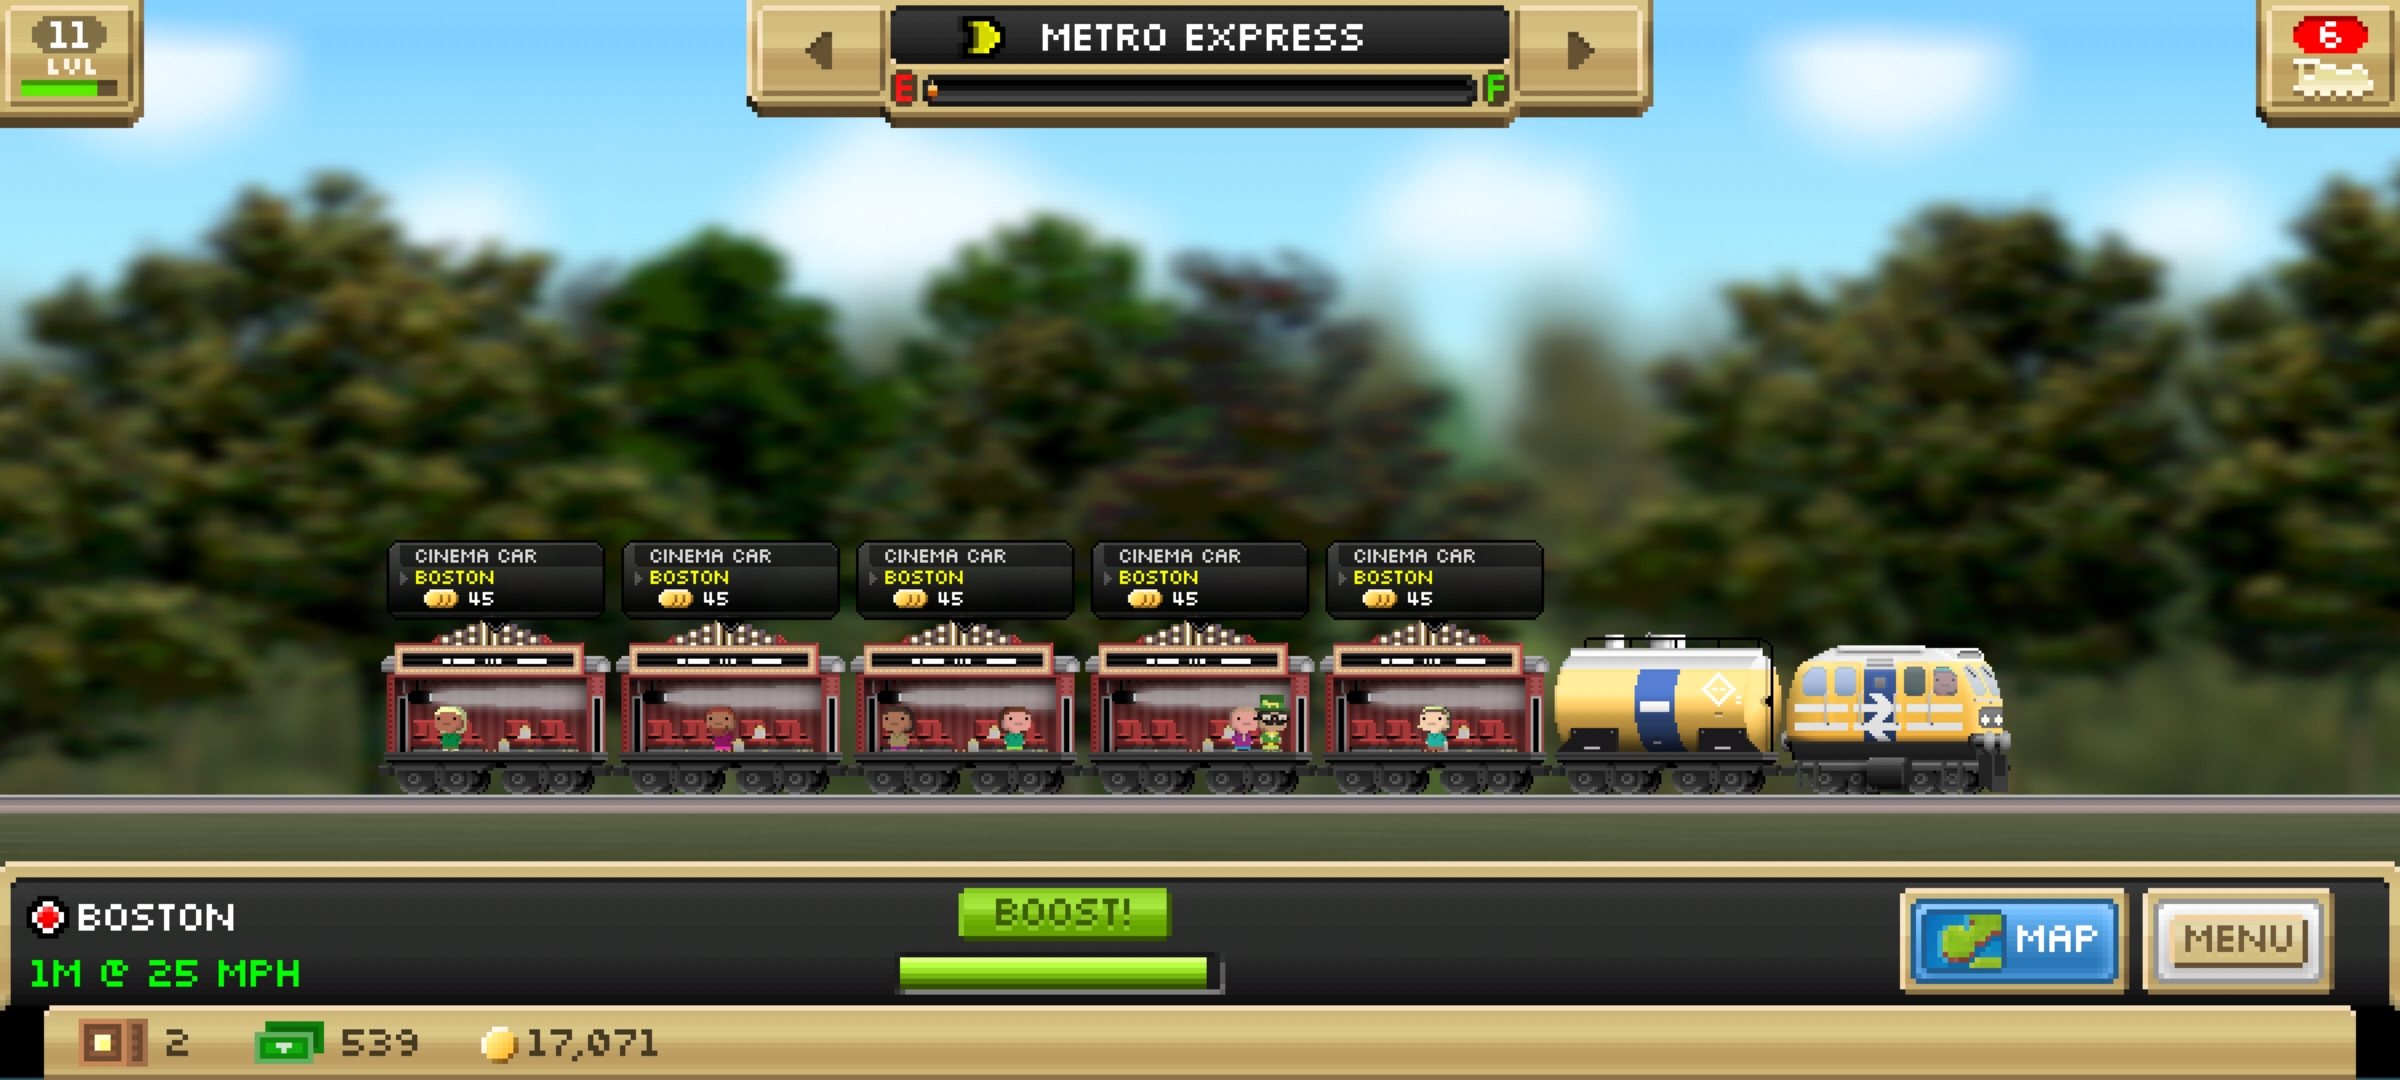 11
LVL
METRO EXPRESS
E F
6
CINEMA CAR
BOSTON
45
CINEMA CAR
BOSTON
45
CINEMA CAR
BOSTON
45
CINEMA CAR
BOSTON
45
CINEMA CAR
BOSTON
45
BOSTON
1M @ 25 MPH
BOOST!
MAP
MENU
2
539
17,071